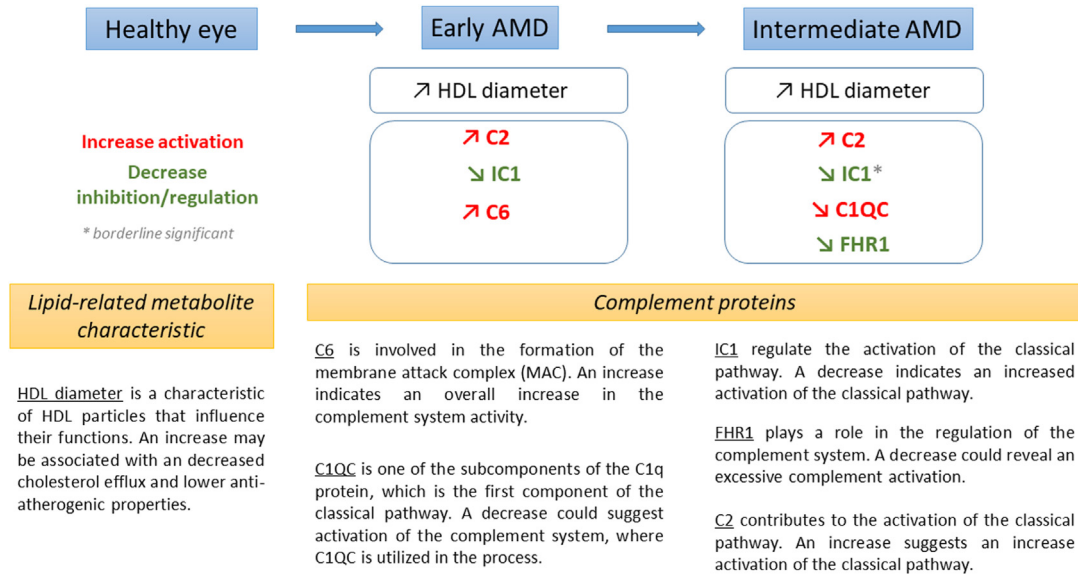 Healthy eye
Early AMD
Intermediate AMD
↗ HDL diameter
↗ HDL diameter
Increase activation
Decrease
inhibition/regulation
* borderline significant
↗ C2
↘ IC1
↗ C6
↗ C2
↘ IC1*
↘ C1QC
↘ FHR1
Lipid-related metabolite
characteristic
Complement proteins
HDL diameter is a characteristic
of HDL particles that influence
their functions. An increase may
be associated with an decreased
cholesterol efflux and lower anti-
atherogenic properties.
C6 is involved in the formation of the
membrane attack complex (MAC). An increase
indicates an overall increase in the
complement system activity.
C1QC is one of the subcomponents of the C1q
protein, which is the first component of the
classical pathway. A decrease could suggest
activation of the complement system, where
C1QC is utilized in the process.
IC1 regulate the activation of the classical
pathway. A decrease indicates an increased
activation of the classical pathway.
FHR1 plays a role in the regulation of the
complement system. A decrease could reveal an
excessive complement activation.
C2 contributes to the activation of the classical
pathway. An increase suggests an increase
activation of the classical pathway.